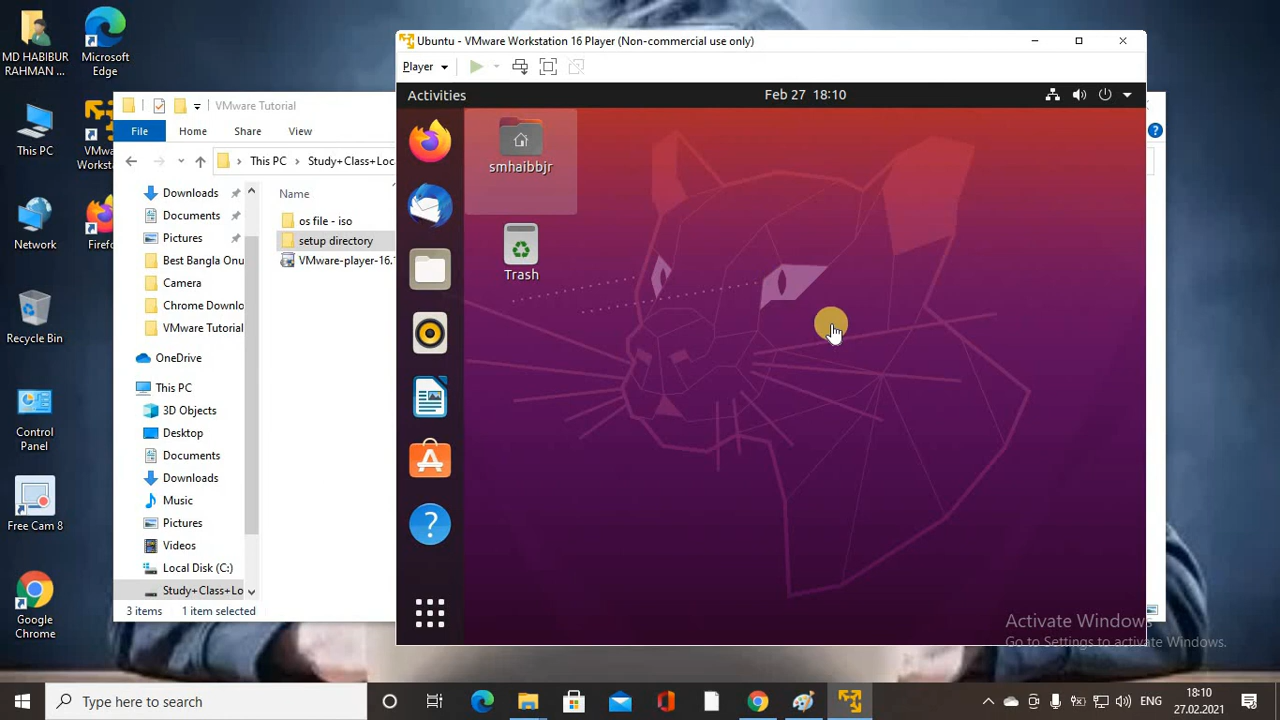 MD HABIBUR
RAHMAN ...
Microsoft
Edge
This PC
VMwa
Workst
Network
Firef
Recycle Bin
Control
Panel
Free Cam 8
Google
Chrome
VMware Tutorial
File
Home
Share
View
This PC
Study+Class+Loc
Downloads
Documents
Pictures
Best Bangla Onu
Camera
Chrome Downlo
VMware Tutorial
OneDrive
This PC
3D Objects
Desktop
Documents
Downloads
Music
Pictures
Videos
Local Disk (C:)
Study+Class+Lo
Name
os file - iso
setup directory
VMware-player-16.1
3 items
1 item selected
Ubuntu - VMware Workstation 16 Player (Non-commercial use only)
Player
Activities
Feb 27 18:10
smhaibbjr
Trash
Activate Windows
Go to Settings to activate Windows.
Type here to search
ENG
18:10
27.02.2021